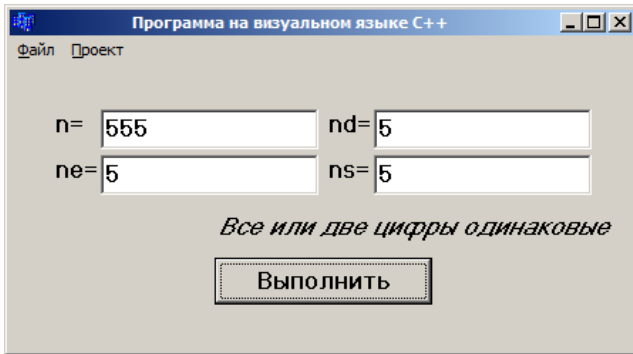 Программа на визуальном языке C++
Файл Проект
n= 555 nd= 5
ne= 5 ns= 5
Все или две цифры одинаковые
Выполнить